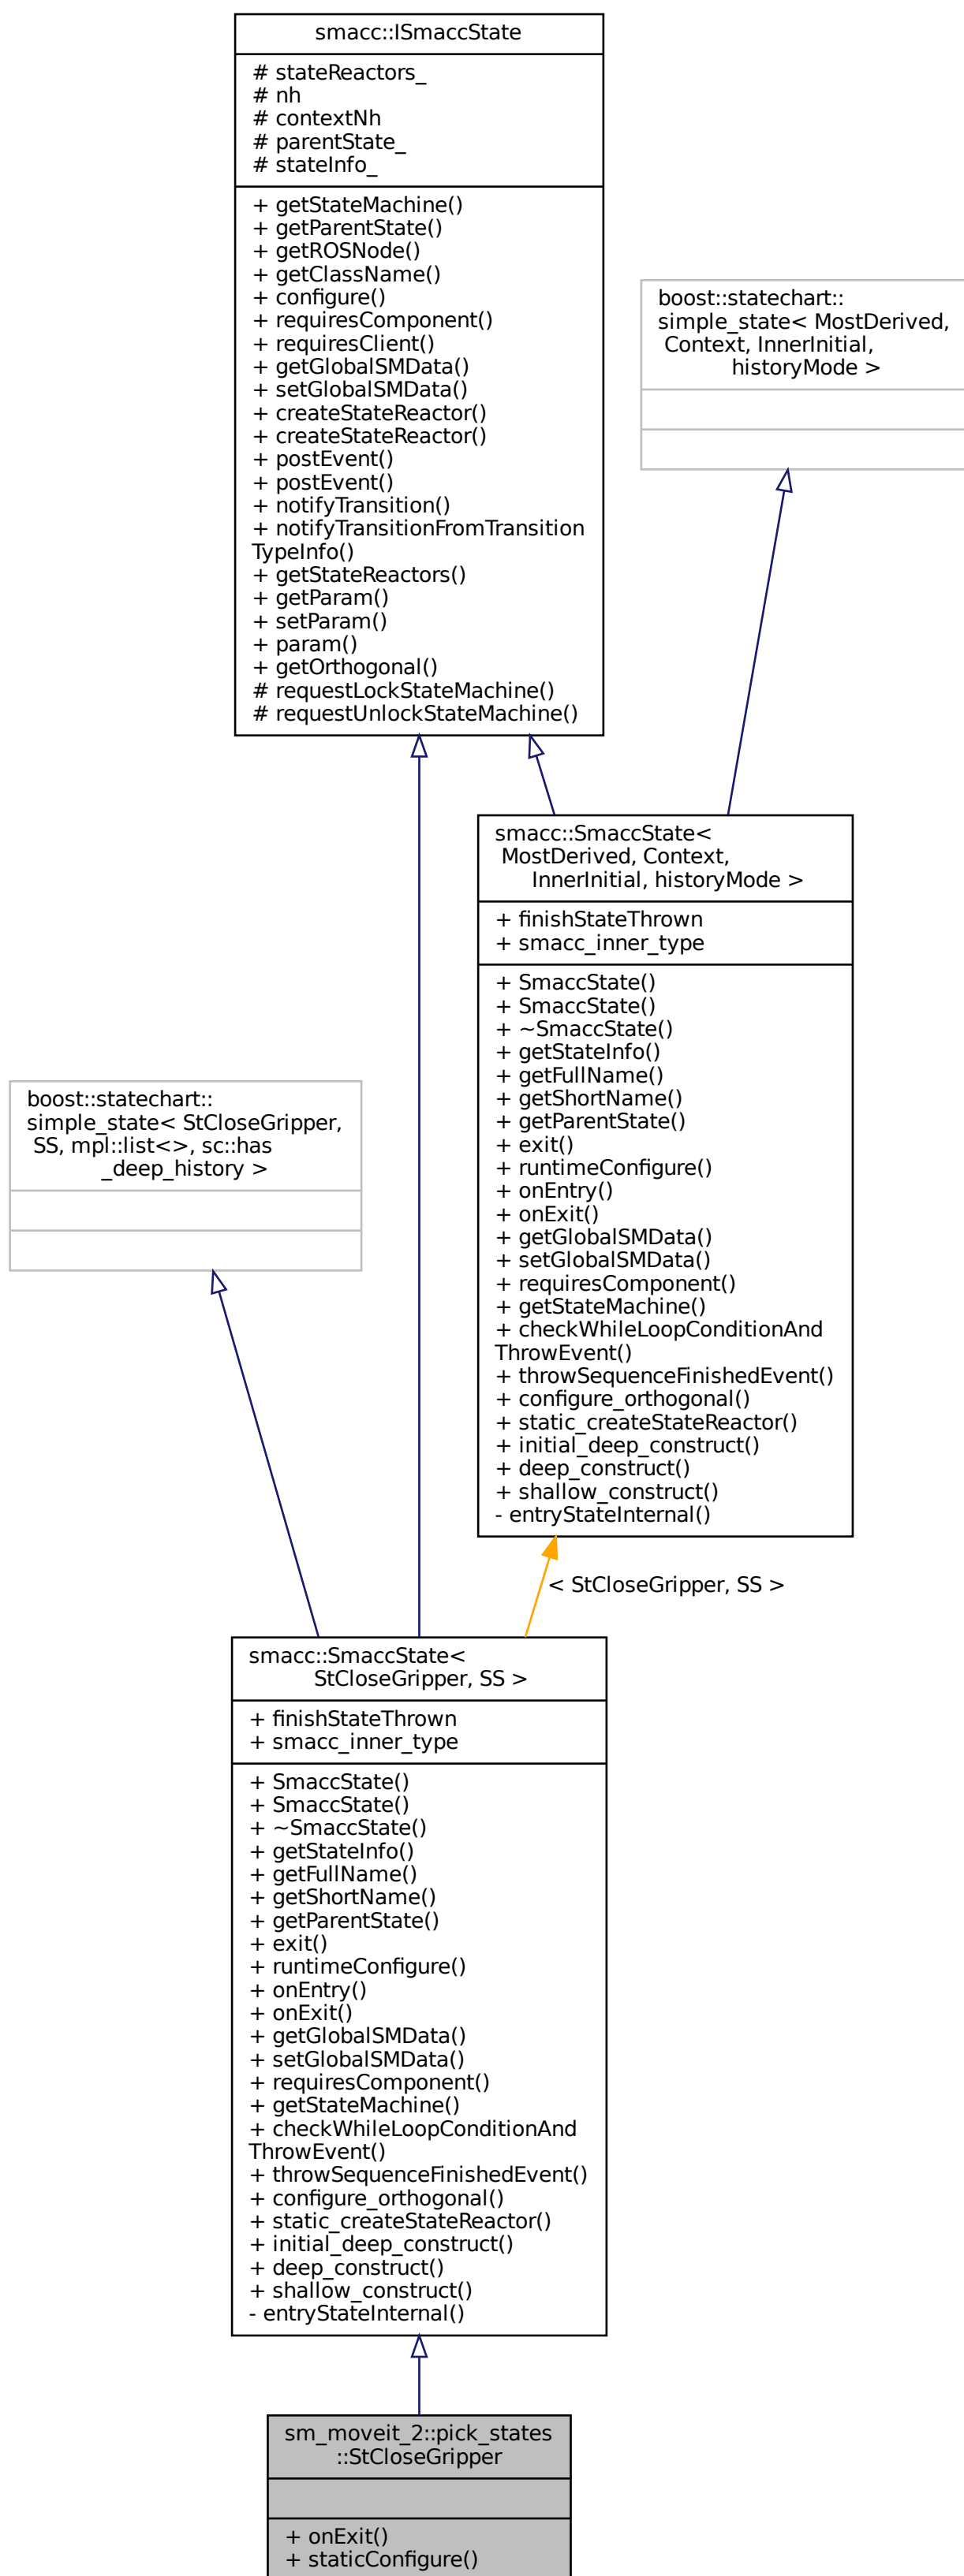 smacc::ISmaccState
# stateReactors_
# nh
# contextNh
# parentState_
# stateInfo_
+ getStateMachine()
+ getParentState()
+ getROSNode()
+ getClassName()
+ configure()
+ requiresComponent()
+ requiresClient()
+ getGlobalSMData()
+ setGlobalSMData()
+ createStateReactor()
+ createStateReactor()
+ postEvent()
+ postEvent()
+ notifyTransition()
+ notifyTransitionFromTransition
TypeInfo()
+ getStateReactors()
+ getParam()
+ setParam()
+ param()
+ getOrthogonal()
# requestLockStateMachine()
# requestUnlockStateMachine()
boost::statechart::
simple_state< MostDerived,
Context, InnerInitial,
historyMode >
smacc::SmaccState<
MostDerived, Context,
InnerInitial, historyMode >
+ finishStateThrown
+ smacc_inner_type
+ SmaccState()
+ SmaccState()
+ ~SmaccState()
+ getStateInfo()
+ getFullName()
+ getShortName()
+ getParentState()
+ exit()
+ runtimeConfigure()
+ onEntry()
+ onExit()
+ getGlobalSMData()
+ setGlobalSMData()
+ requiresComponent()
+ getStateMachine()
+ checkWhileLoopConditionAnd
ThrowEvent()
+ throwSequenceFinishedEvent()
+ configure_orthogonal()
+ static_createStateReactor()
+ initial_deep_construct()
+ deep_construct()
+ shallow_construct()
- entryStateInternal()
boost::statechart::
simple_state< StCloseGripper,
SS, mpl::list<>, sc::has
_deep_history >
< StCloseGripper, SS >
smacc::SmaccState<
StCloseGripper, SS >
+ finishStateThrown
+ smacc_inner_type
+ SmaccState()
+ SmaccState()
+ ~SmaccState()
+ getStateInfo()
+ getFullName()
+ getShortName()
+ getParentState()
+ exit()
+ runtimeConfigure()
+ onEntry()
+ onExit()
+ getGlobalSMData()
+ setGlobalSMData()
+ requiresComponent()
+ getStateMachine()
+ checkWhileLoopConditionAnd
ThrowEvent()
+ throwSequenceFinishedEvent()
+ configure_orthogonal()
+ static_createStateReactor()
+ initial_deep_construct()
+ deep_construct()
+ shallow_construct()
- entryStateInternal()
sm_moveit_2::pick_states
::StCloseGripper
+ onExit()
+ staticConfigure()